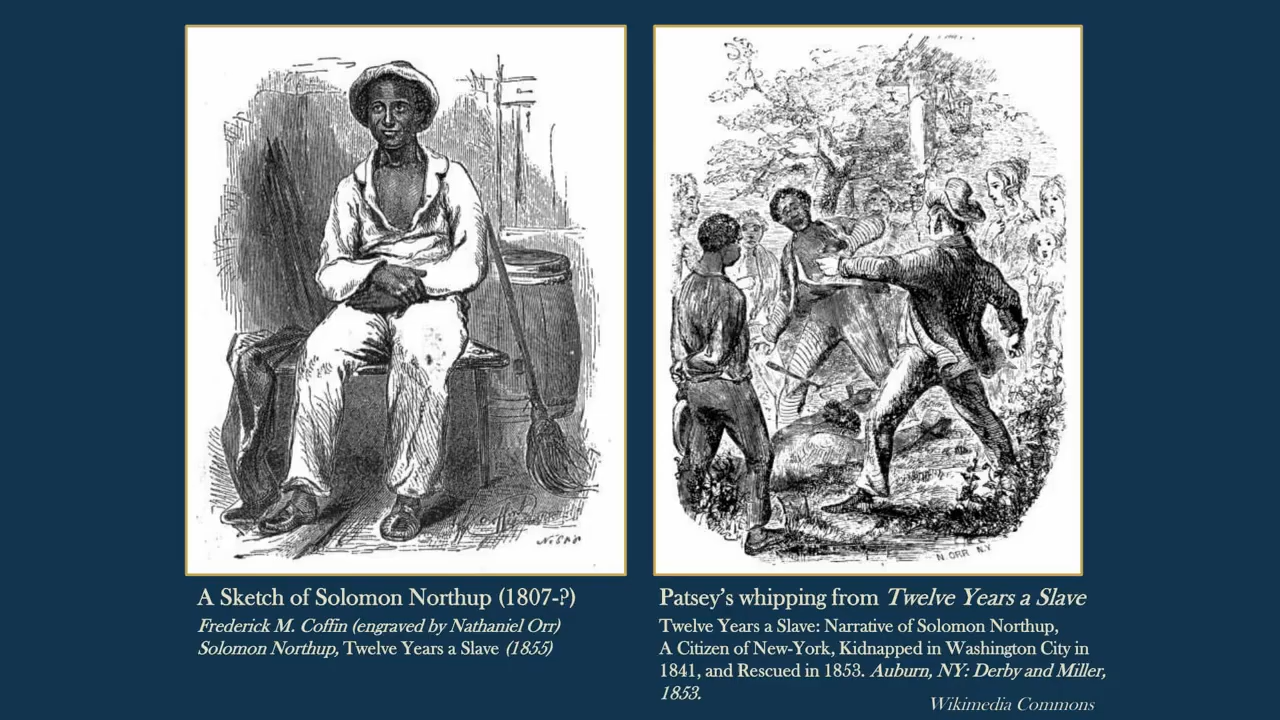 A Sketch of Solomon Northup (1807-?)
Frederick M. Coffin (engraved by Nathaniel Orr)
Solomon Northup, Twelve Years a Slave (1855)
N. ORR N.Y
Patsey's whipping from Twelve Years a Slave
Twelve Years a Slave: Narrative of Solomon Northup,
A Citizen of New-York, Kidnapped in Washington City in
1841, and Rescued in 1853. Auburn, NY: Derby and Miller,
1853.
Wikimedia Commons